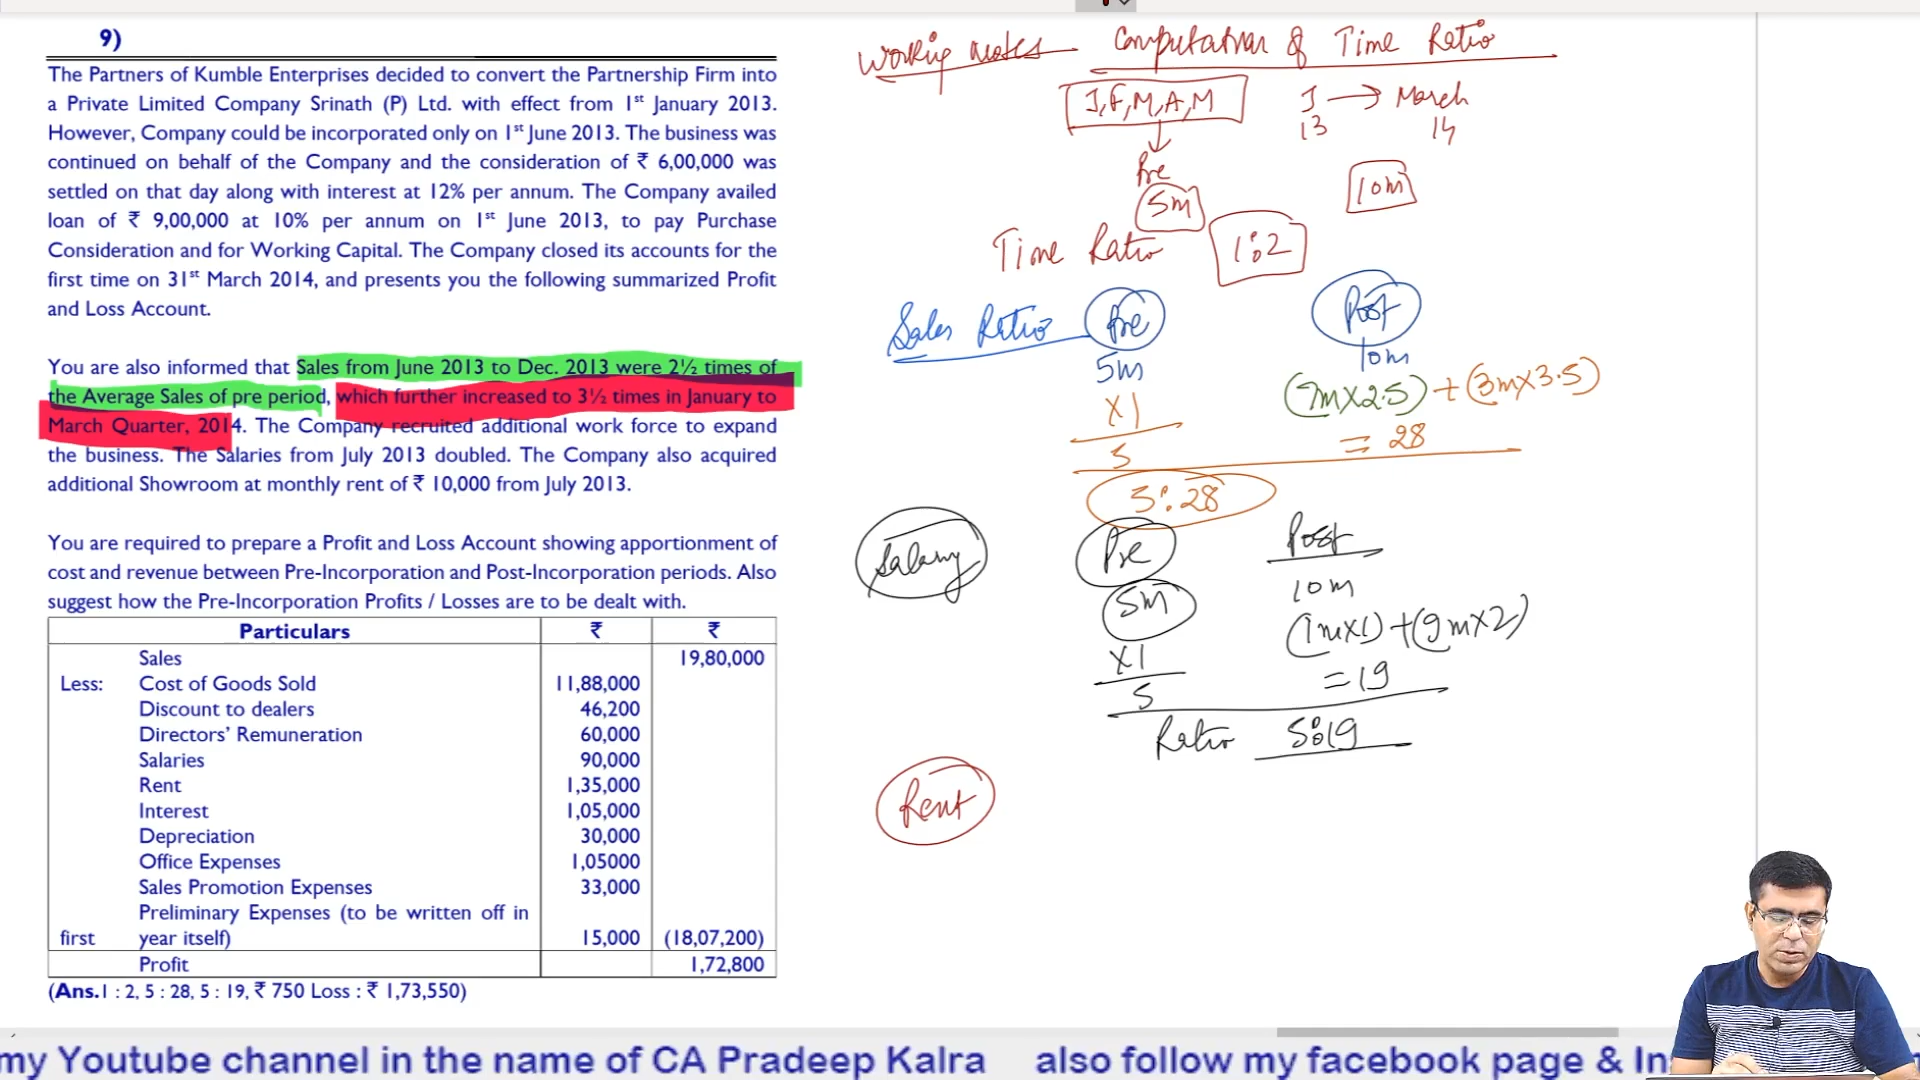 9)
The Partners of Kumble Enterprises decided to convert the Partnership Firm into
a Private Limited Company Srinath (P) Ltd. with effect from 1st January 2013.
However, Company could be incorporated only on 1st June 2013. The business was
continued on behalf of the Company and the consideration of ₹ 6,00,000 was
settled on that day along with interest at 12% per annum. The Company availed
loan of ₹ 9,00,000 at 10% per annum on 1st June 2013, to pay Purchase
Consideration and for Working Capital. The Company closed its accounts for the
first time on 31st March 2014, and presents you the following summarized Profit
and Loss Account.
You are also informed that Sales from June 2013 to Dec. 2013 were 2½ times of
the Average Sales of pre period, which further increased to 3½ times in January to
March Quarter, 2014. The Company recruited additional work force to expand
the business. The Salaries from July 2013 doubled. The Company also acquired
additional Showroom at monthly rent of ₹ 10,000 from July 2013.
You are required to prepare a Profit and Loss Account showing apportionment of
cost and revenue between Pre-Incorporation and Post-Incorporation periods. Also
suggest how the Pre-Incorporation Profits / Losses are to be dealt with.
Particulars ₹ ₹
Sales 19,80,000
Less: Cost of Goods Sold 11,88,000
Discount to dealers 46,200
Directors' Remuneration 60,000
Salaries 90,000
Rent 1,35,000
Interest 1,05,000
Depreciation 30,000
Office Expenses 1,05000
Sales Promotion Expenses 33,000
Preliminary Expenses (to be written off in
first year itself) 15,000 (18,07,200)
Profit 1,72,800
(Ans.1 : 2, 5 : 28, 5 : 19, ₹ 750 Loss : ₹ 1,73,550)
Working notes Computation of Time Ratio
J,F,M,A,M J → March
13 14
Pre
5m 10m
Time Ratio 1:2
Sales Ratio Pre Post
5m 10m
×1 (7m×2.5) + (3m×3.5)
5 = 28
5:28
Salary Pre Post
5m 10m
×1 (1m×1)+(9m×2)
5 = 19
Ratio 5:19
Rent
my Youtube channel in the name of CA Pradeep Kalra also follow my facebook page & Ins